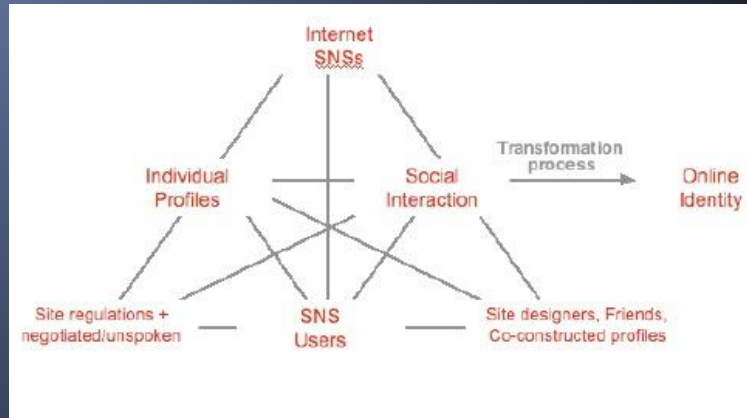 Internet
SNSs
Transformation
process
Individual
Profiles
Social
Interaction
Online
Identity
Site regulations +
negotiated/unspoken
SNS
Users
Site designers, Friends,
Co-constructed profiles